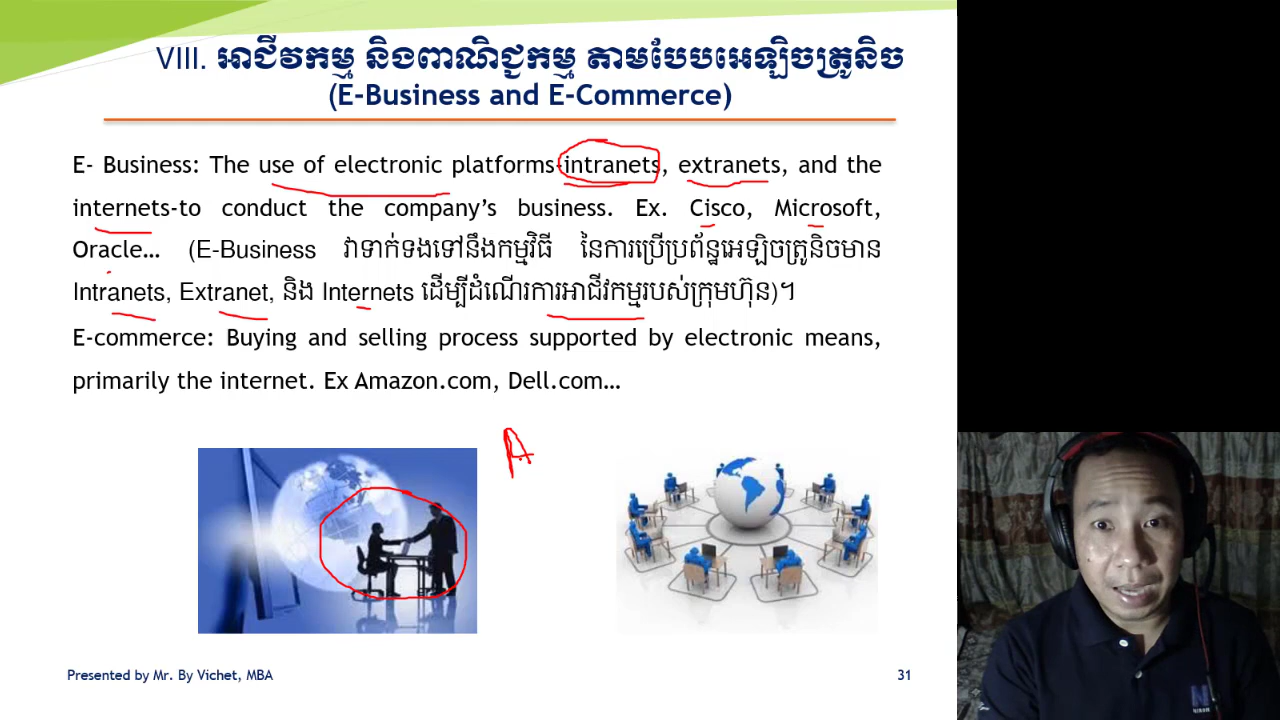 VIII. អាជីវកម្ម និងពាណិជ្ជកម្ម តាមបែបអេឡិចត្រូនិច
(E-Business and E-Commerce)
E- Business: The use of electronic platforms-intranets, extranets, and the
internets-to conduct the company's business. Ex. Cisco, Microsoft,
Oracle... (E-Business វាទាក់ទងទៅនឹងកម្មវិធី នៃការប្រើប្រព័ន្ធអេឡិចត្រូនិចមាន
Intranets, Extranet, និង Internets ដើម្បីដំណើរការអាជីវកម្មរបស់ក្រុមហ៊ុន)។
E-commerce: Buying and selling process supported by electronic means,
primarily the internet. Ex Amazon.com, Dell.com...
A
Presented by Mr. By Vichet, MBA
31